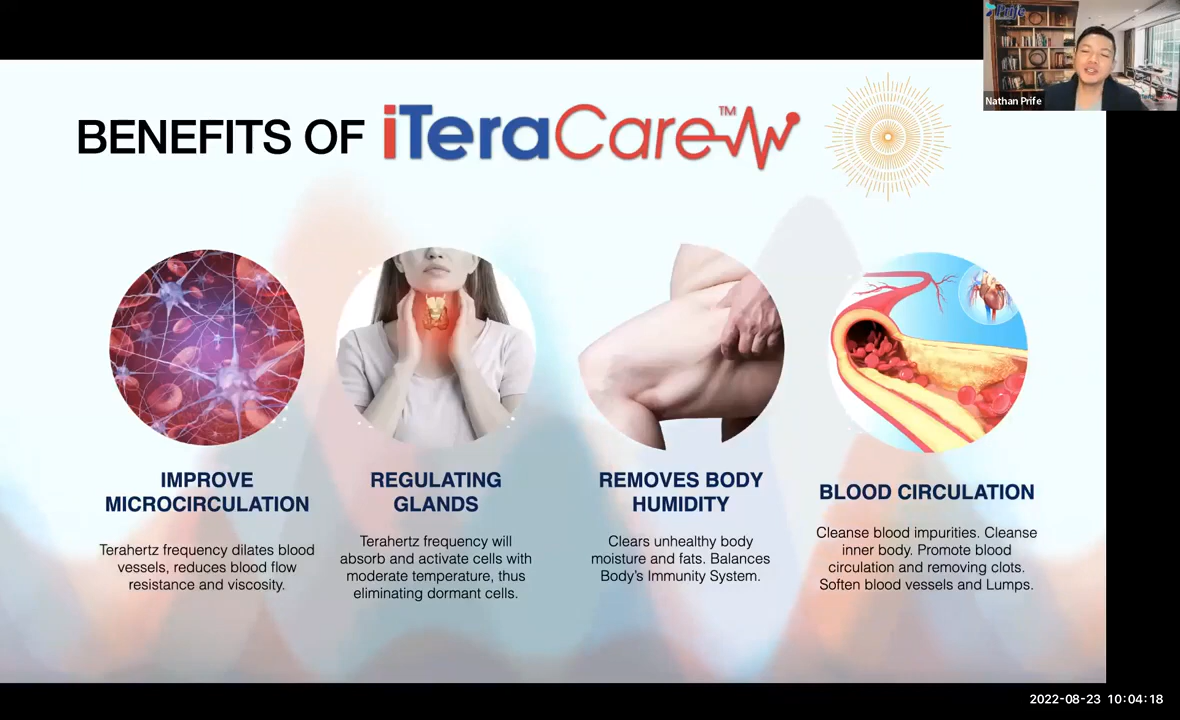 Prife
Nathan Prife
BENEFITS OF iTeraCare™
IMPROVE
MICROCIRCULATION
Terahertz frequency dilates blood
vessels, reduces blood flow
resistance and viscosity.
REGULATING
GLANDS
Terahertz frequency will
absorb and activate cells with
moderate temperature, thus
eliminating dormant cells.
REMOVES BODY
HUMIDITY
Clears unhealthy body
moisture and fats. Balances
Body's Immunity System.
BLOOD CIRCULATION
Cleanse blood impurities. Cleanse
inner body. Promote blood
circulation and removing clots.
Soften blood vessels and Lumps.
2022-08-23 10:04:18